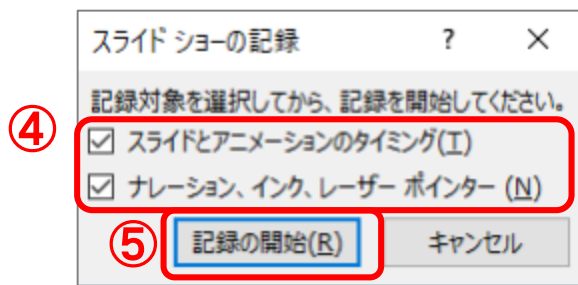 スライド ショーの記録 ? ×
記録対象を選択してから、記録を開始してください。
④
スライドとアニメーションのタイミング(T)
ナレーション、インク、レーザー ポインター (N)
⑤ 記録の開始(R) キャンセル